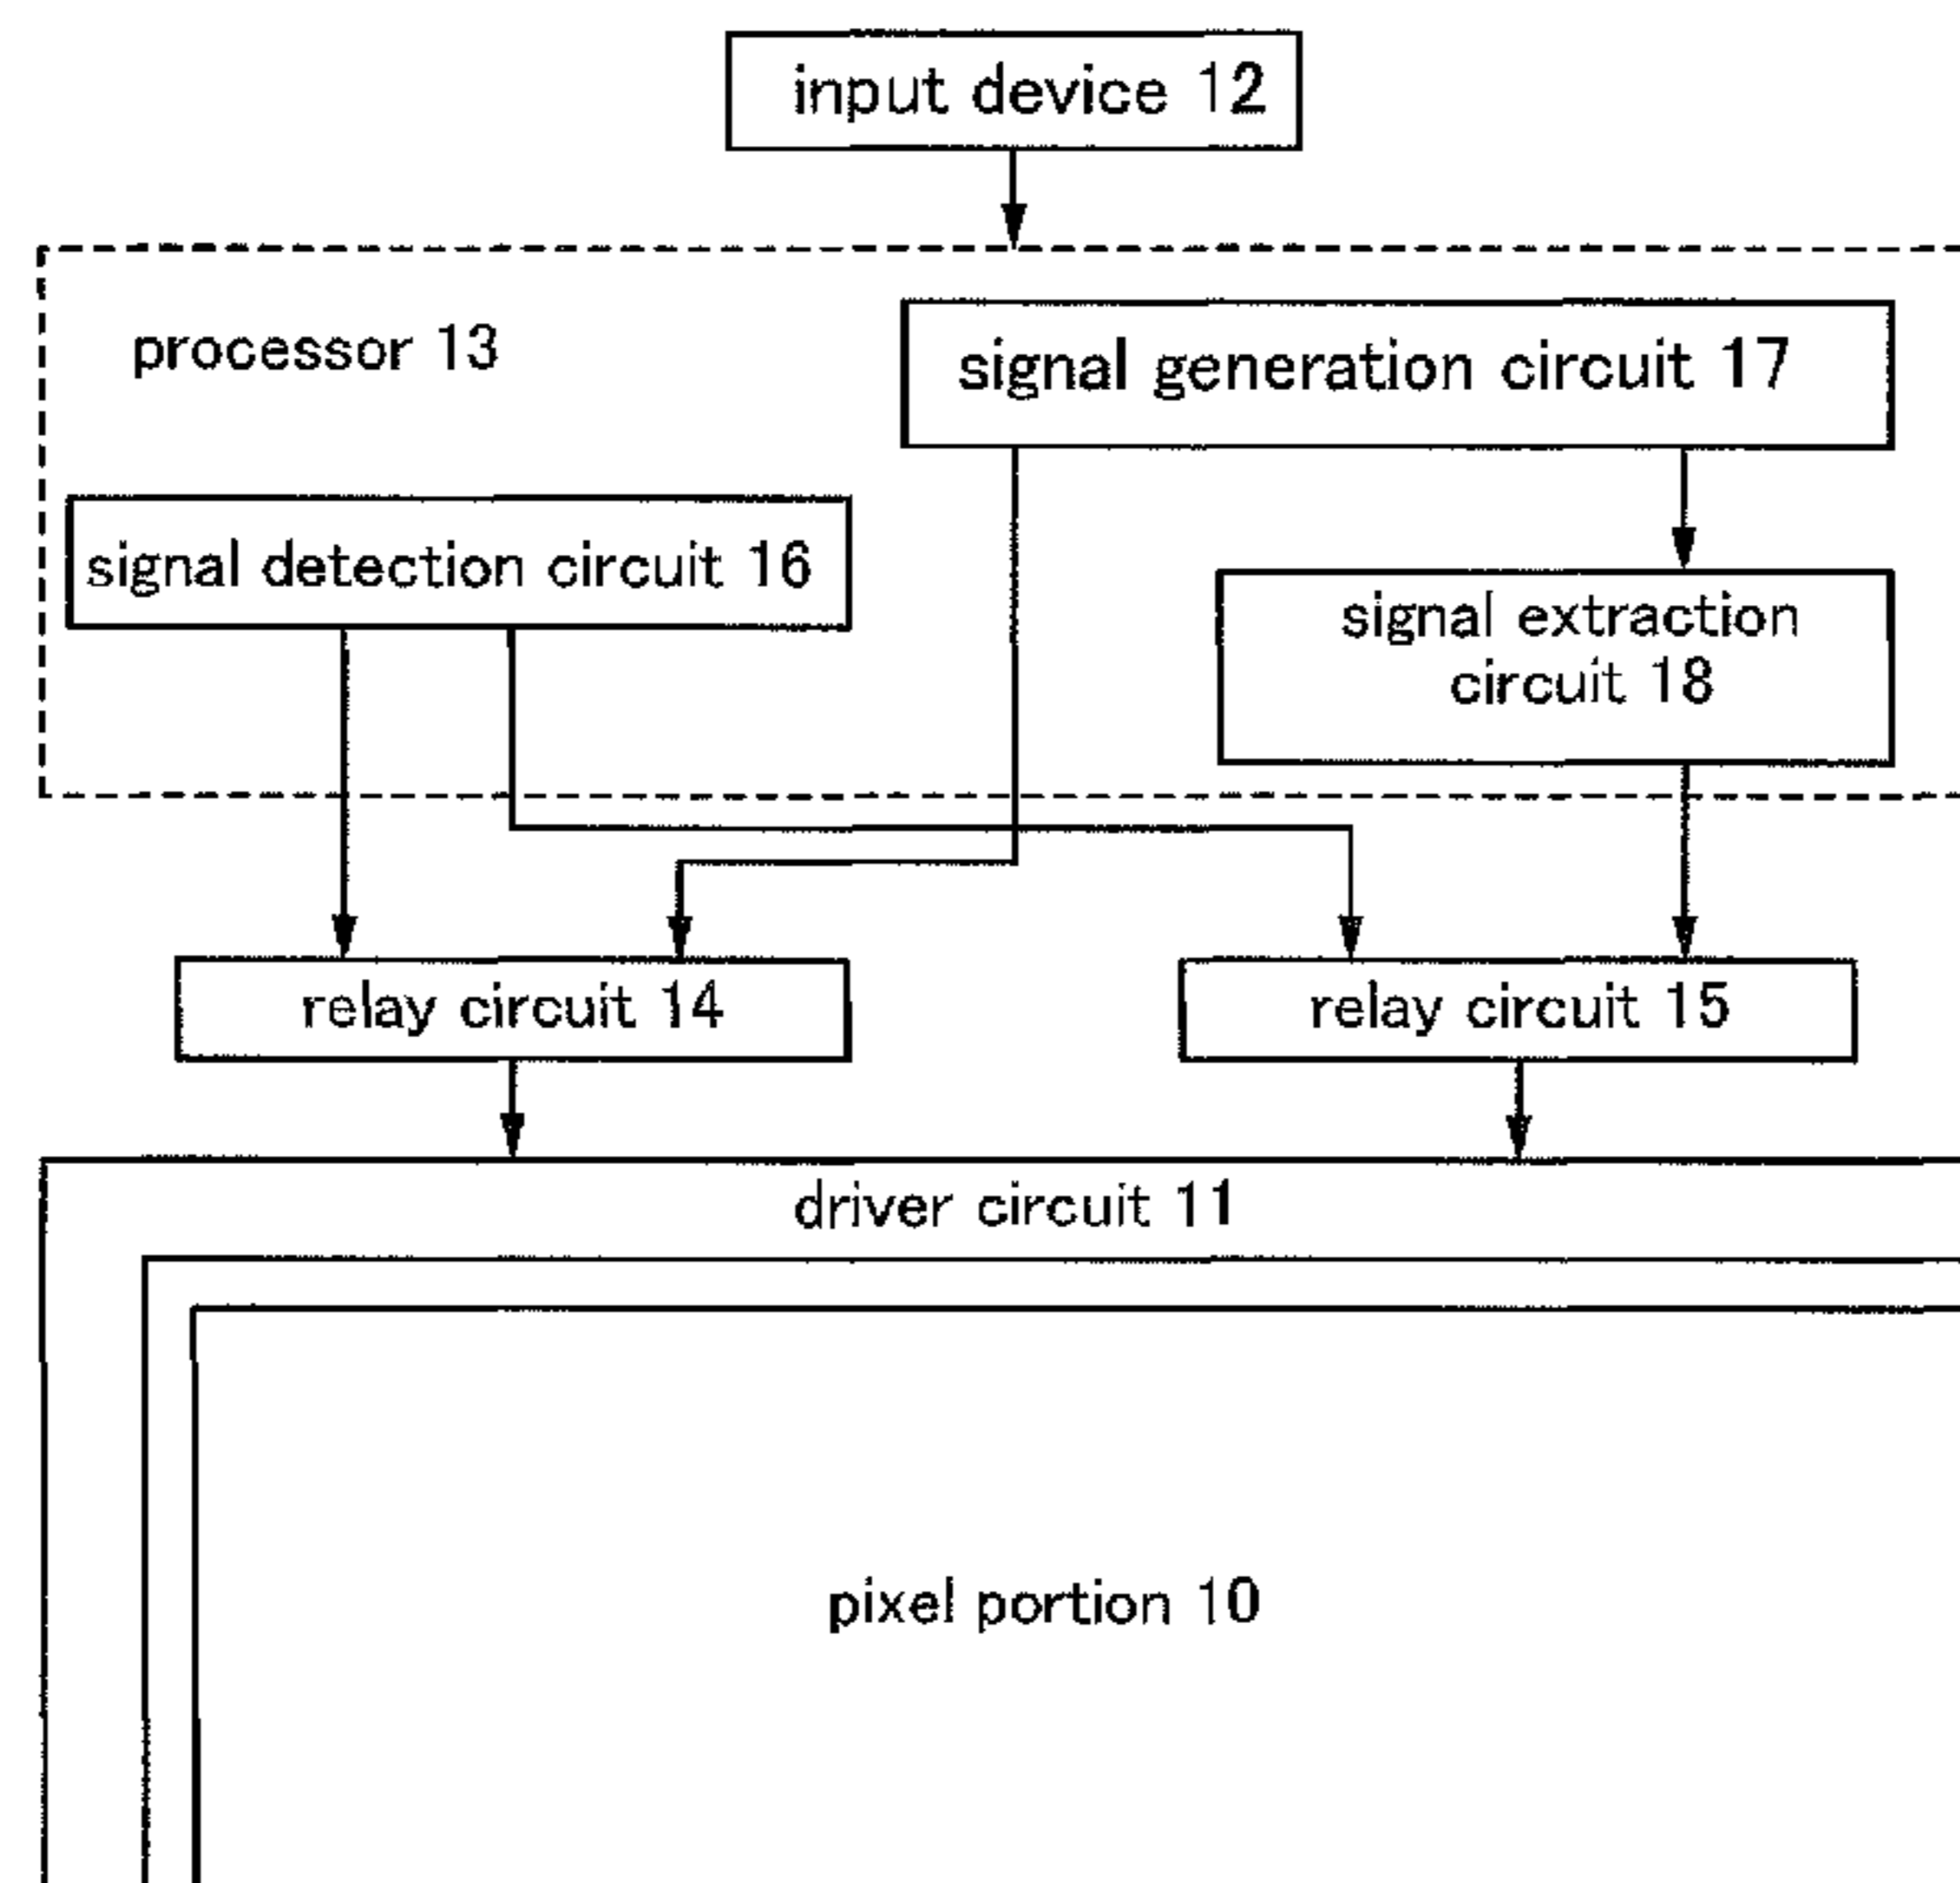 input device 12
processor 13
signal generation circuit 17
signal detection circuit 16
signal extraction
circuit 18
relay circuit 14
relay circuit 15
driver circuit 11
pixel portion 10